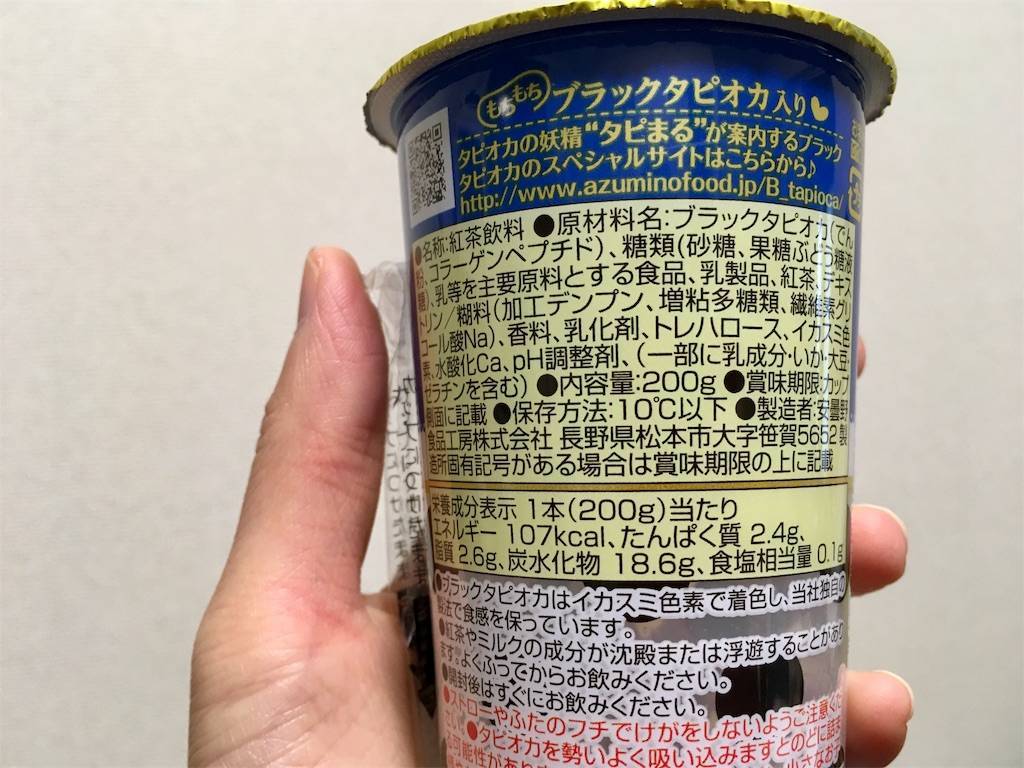 もちもち ブラックタピオカ入り
タピオカの妖精"タピまる"が案内するブラック
タピオカのスペシャルサイトはこちらから♪
http://www.azuminofood.jp/B_tapioca/
●名称:紅茶飲料 ●原材料名:ブラックタピオカ(でん
粉、コラーゲンペプチド)、糖類(砂糖、果糖ぶどう糖液
糖)、乳等を主要原料とする食品、乳製品、紅茶、デキス
トリン/糊料(加工デンプン、増粘多糖類、繊維素グリ
コール酸Na)、香料、乳化剤、トレハロース、イカスミ色
素、水酸化Ca、pH調整剤、(一部に乳成分・いか・大豆・
ゼラチンを含む) ●内容量:200g ●賞味期限:カップ
側面に記載 ●保存方法:10℃以下 ●製造者:安曇野
食品工房株式会社 長野県松本市大字笹賀5652 製
造所固有記号がある場合は賞味期限の上に記載
栄養成分表示 1本(200g)当たり
エネルギー 107kcal、たんぱく質 2.4g、
脂質 2.6g、炭水化物 18.6g、食塩相当量 0.1g
●ブラックタピオカはイカスミ色素で着色し、当社独自の
製法で食感を保っています。
●紅茶やミルクの成分が沈殿または浮遊することがあり
ます。よくふってからお飲みください。
●開封後はすぐにお飲みください。
●ストローやふたのフチでけがをしないようご注意くだ
さい。●タピオカを勢いよく吸い込みますとのどに詰ま
る可能性があり